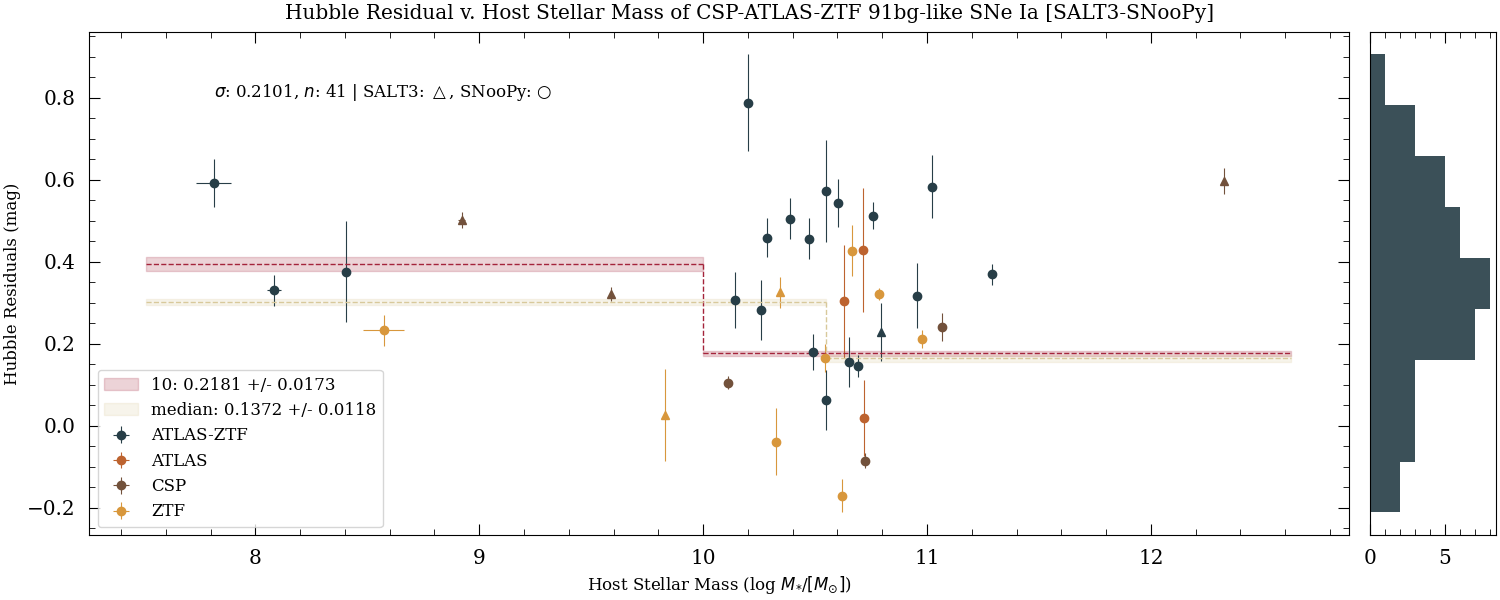 Hubble Residual v. Host Stellar Mass of CSP-ATLAS-ZTF 91bg-like SNe Ia [SALT3-SNooPy]
σ: 0.2101, n: 41 | SALT3: △, SNooPy: ○
Hubble Residuals (mag)
0.8
0.6
0.4
0.2
0.0
−0.2
10: 0.2181 +/- 0.0173
median: 0.1372 +/- 0.0118
ATLAS-ZTF
ATLAS
CSP
ZTF
8 9 10 11 12
0 5
Host Stellar Mass (log M*/[M⊙])